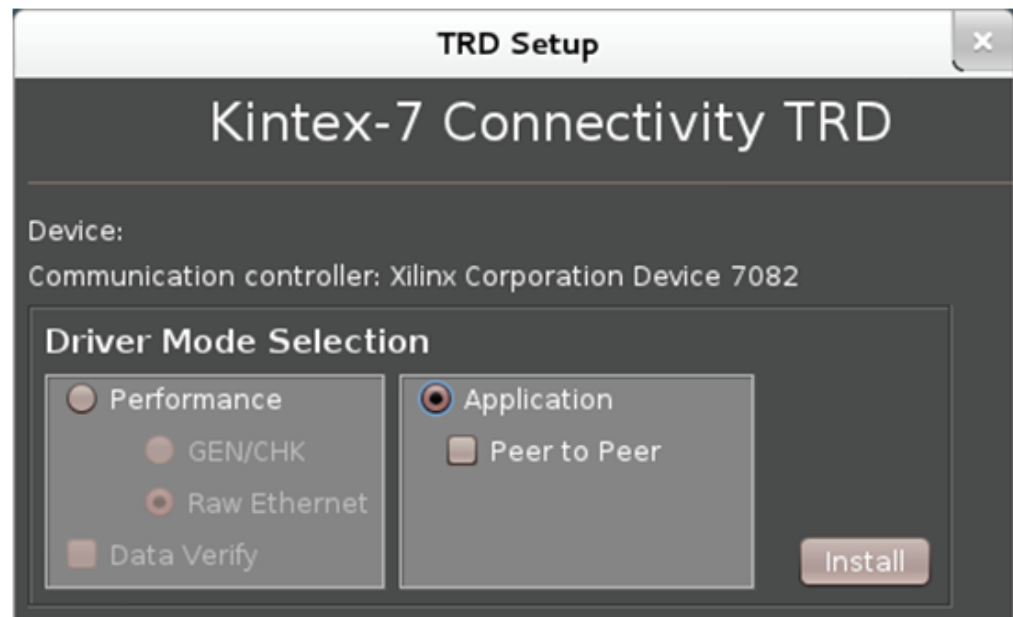 TRD Setup
Kintex-7 Connectivity TRD
Device:
Communication controller: Xilinx Corporation Device 7082
Driver Mode Selection
Performance
GEN/CHK
Raw Ethernet
Data Verify
Application
Peer to Peer
Install